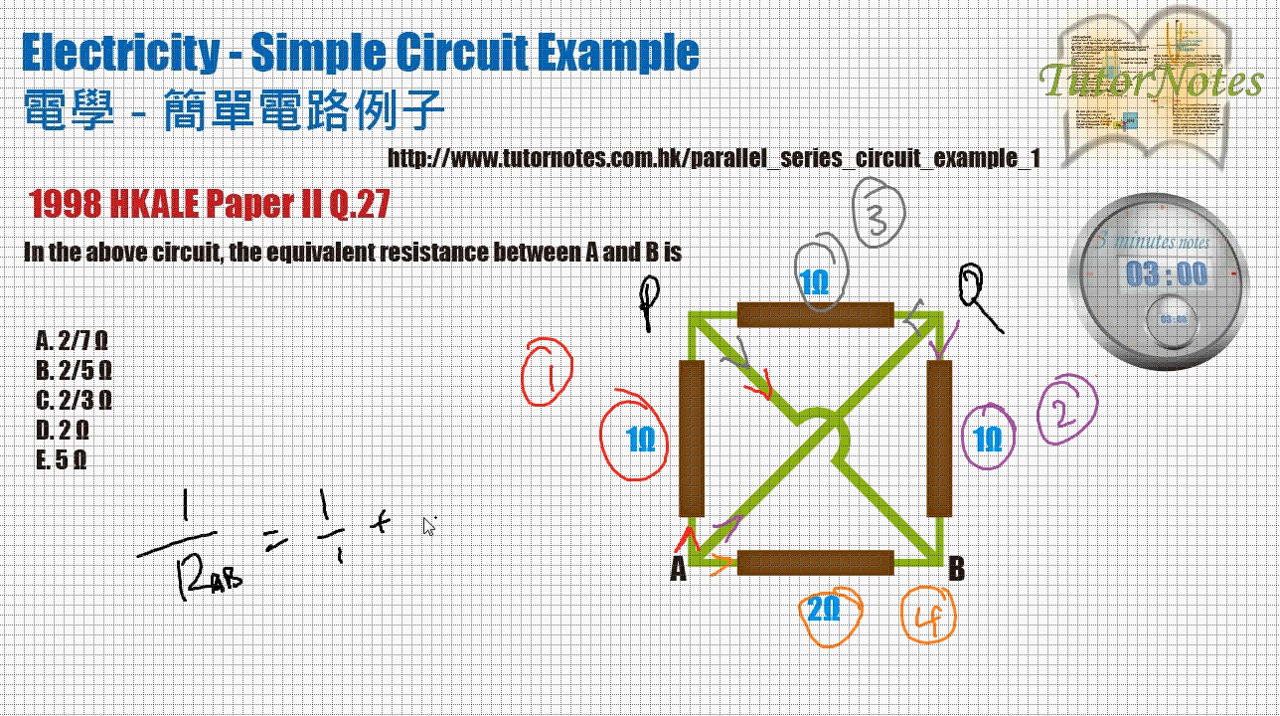 Electricity - Simple Circuit Example
TutorNotes
電學 - 簡單電路例子
http://www.tutornotes.com.hk/parallel_series_circuit_example_1
1998 HKALE Paper II Q.27
3
5 minutes notes
In the above circuit, the equivalent resistance between A and B is
03 : 00
P
1Ω
Q
A. 2/7 Ω
B. 2/5 Ω
C. 2/3 Ω
D. 2 Ω
E. 5 Ω
1
1Ω
1Ω
2
1/R_AB = 1/1 +
A
B
2Ω
4